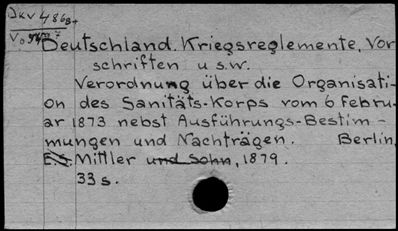 Dkv 4868+
Deutschland. Kriegsreglemente, Vor
schriften u s.w.
Verordnung über die Organisati-
on des Sanitäts-Korps vom 6 Febru-
ar 1873 nebst Ausführungs-Bestim-
mungen und Nachträgen. Berlin,
E.S. Mittler und Sohn, 1879.
33 s.